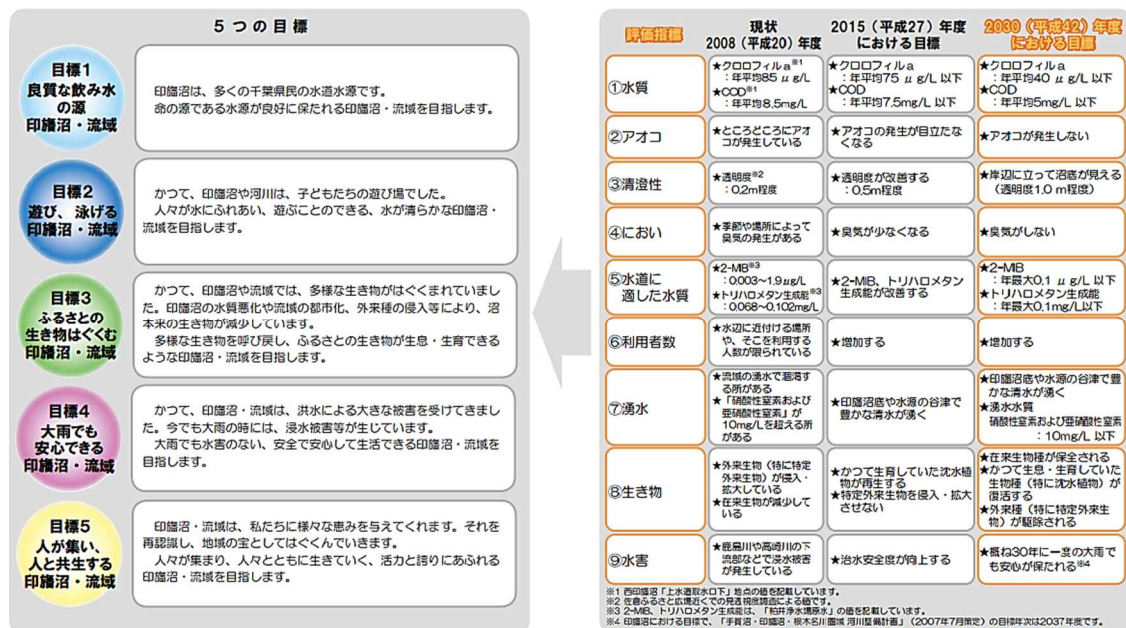 5つの目標
目標1
良質な飲み水
の源
印旛沼・流域
印旛沼は、多くの千葉県民の水道水源です。
命の源である水源が良好に保たれる印旛沼・流域を目指します。
目標2
遊び、泳げる
印旛沼・流域
かつて、印旛沼や河川は、子どもたちの遊び場でした。
人々が水にふれあい、遊ぶことのできる、水が清らかな印旛沼・
流域を目指します。
目標3
ふるさとの
生き物はぐくむ
印旛沼・流域
かつて、印旛沼や流域では、多様な生き物がはぐくまれていまし
た。印旛沼の水質悪化や流域の都市化、外来種の侵入等により、沼
本来の生き物が減少しています。
多様な生き物を呼び戻し、ふるさとの生き物が生息・生育できる
ような印旛沼・流域を目指します。
目標4
大雨でも
安心できる
印旛沼・流域
かつて、印旛沼・流域は、洪水による大きな被害を受けてきまし
た。今でも大雨の時には、浸水被害等が生じています。
大雨でも水害のない、安全で安心して生活できる印旛沼・流域を
目指します。
目標5
人が集い、
人と共生する
印旛沼・流域
印旛沼・流域は、私たちに様々な恵みを与えてくれます。それを
再認識し、地域の宝としてはぐくんでいきます。
人々が集まり、人々とともに生きていく、活力と誇りにあふれる
印旛沼・流域を目指します。
評価指標
現状
2008（平成20）年度
2015（平成27）年度
における目標
2030（平成42）年度
における目標
①水質
★クロロフィルa※1
：年平均85μg/L
★COD※1
：年平均8.5mg/L
★クロロフィルa
：年平均75μg/L以下
★COD
：年平均7.5mg/L以下
★クロロフィルa
：年平均40μg/L以下
★COD
：年平均5mg/L以下
②アオコ
★ところどころにアオ
コが発生している
★アオコの発生が目立たな
くなる
★アオコが発生しない
③清澄性
★透明度※2
：0.2m程度
★透明度が改善する
：0.5m程度
★岸辺に立って沼底が見える
（透明度1.0m程度）
④におい
★季節や場所によって
臭気の発生がある
★臭気が少なくなる
★臭気がしない
⑤水道に
適した水質
★2-MIB※3
：0.003～1.9μg/L
★トリハロメタン生成能※3
：0.068～0.102mg/L
★2-MIB、トリハロメタン
生成能が改善する
★2-MIB
：年最大0.1μg/L以下
★トリハロメタン生成能
：年最大0.1mg/L以下
⑥利用者数
★水辺に近付ける場所
や、そこを利用する
人数が限られている
★増加する
★増加する
⑦湧水
★流域の湧水で涸渇す
る所がある
★「硝酸性窒素および
亜硝酸性窒素」が
10mg/Lを超える所
がある
★印旛沼底や水源の谷津で
豊かな清水が湧く
★印旛沼底や水源の谷津で豊
かな清水が湧く
★湧水水質
硝酸性窒素および亜硝酸性窒素
：10mg/L以下
⑧生き物
★外来生物（特に特定
外来生物）が侵入・
拡大している
★在来生物が減少して
いる
★かつて生育していた沈水植
物が再生する
★特定外来生物を侵入・拡大
させない
★在来生物種が保全される
★かつて生息・生育していた
生物種（特に沈水植物）が
復活する
★外来種（特に特定外来生
物）が駆除される
⑨水害
★鹿島川や高崎川の下
流部などで浸水被害
が発生している
★治水安全度が向上する
★概ね30年に一度の大雨で
も安心が保たれる※4
※1 西印旛沼「上水道取水口下」地点の値を記載しています。
※2 佐倉ふるさと広場近くでの見透視度調査による値です。
※3 2-MIB、トリハロメタン生成能は、「柏井浄水場原水」の値を記載しています。
※4 印旛沼における目標で、「手賀沼・印旛沼・根木名川圏域 河川整備計画」（2007年7月策定）の目標年次は2037年度です。